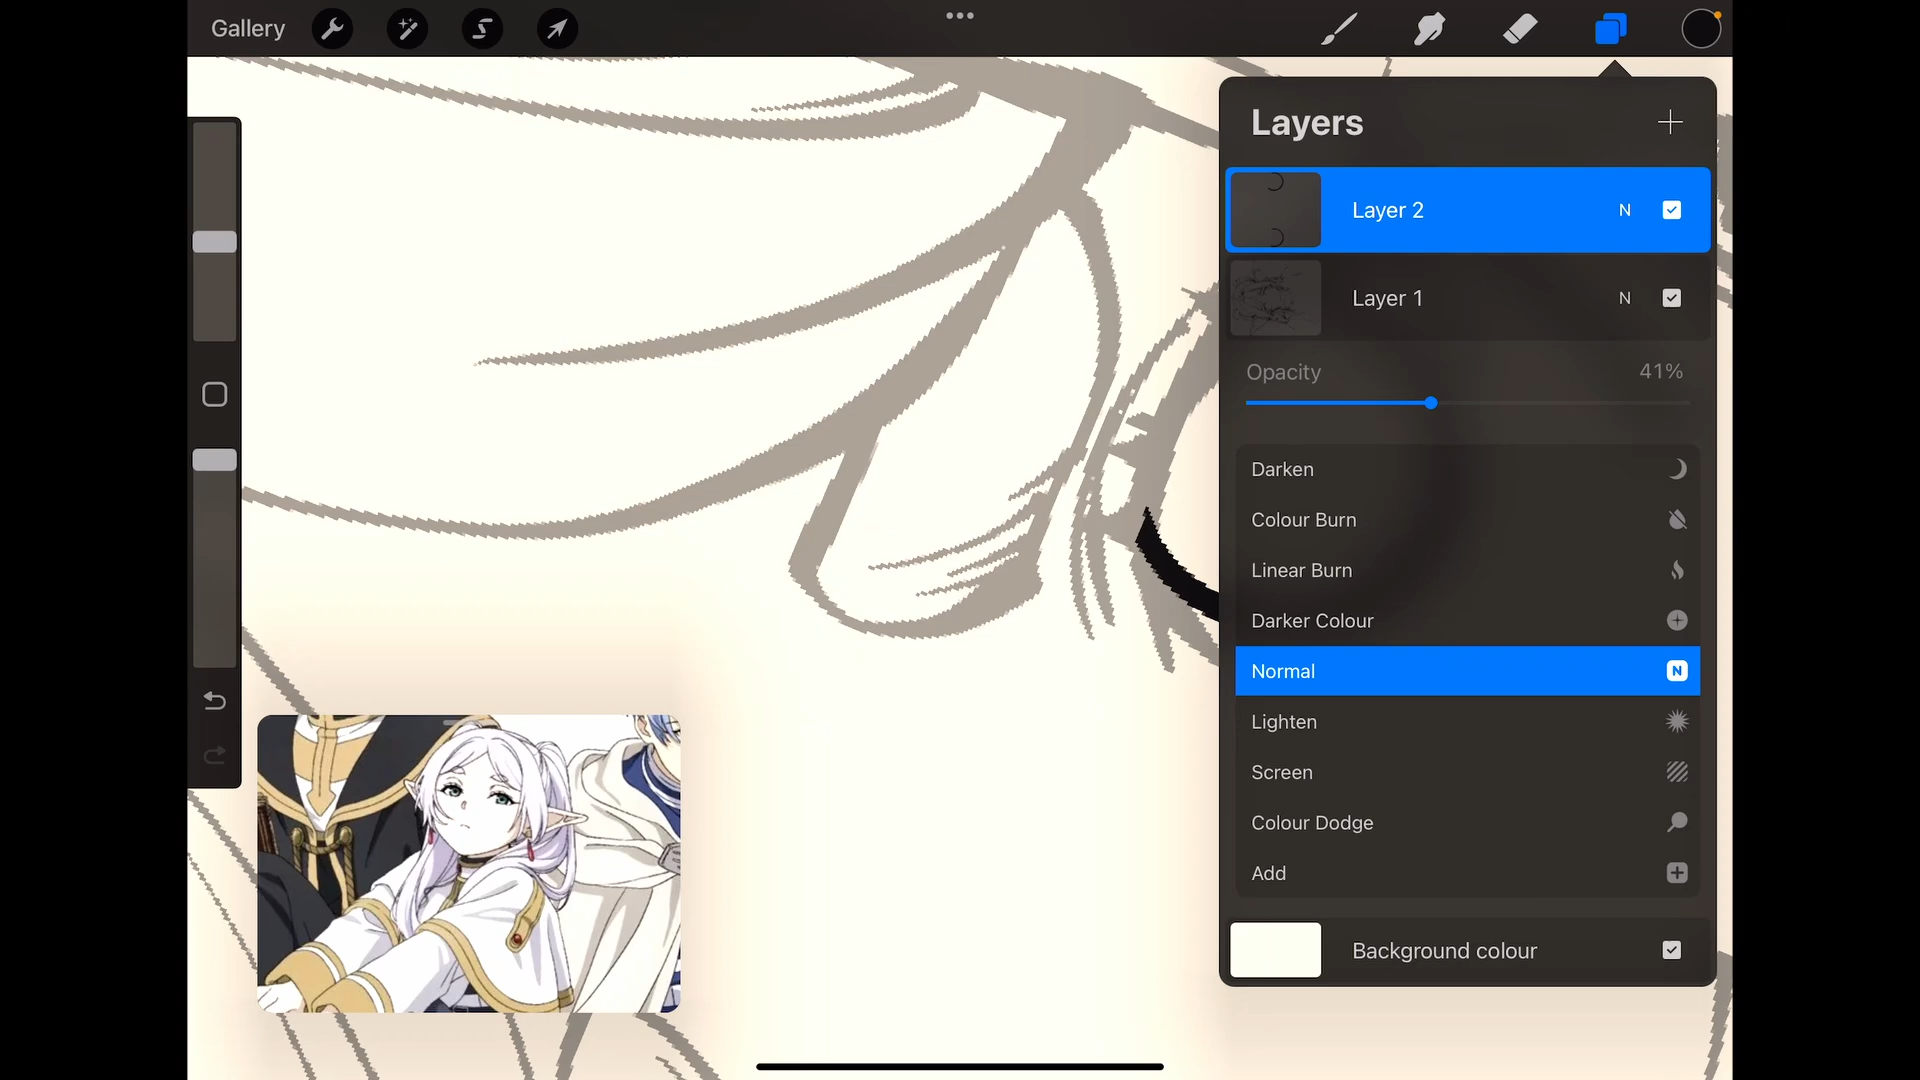 Gallery
Layers
Layer 2
N
Layer 1
N
Opacity
41%
Darken
Colour Burn
Linear Burn
Darker Colour
Normal
N
Lighten
Screen
Colour Dodge
Add
Background colour